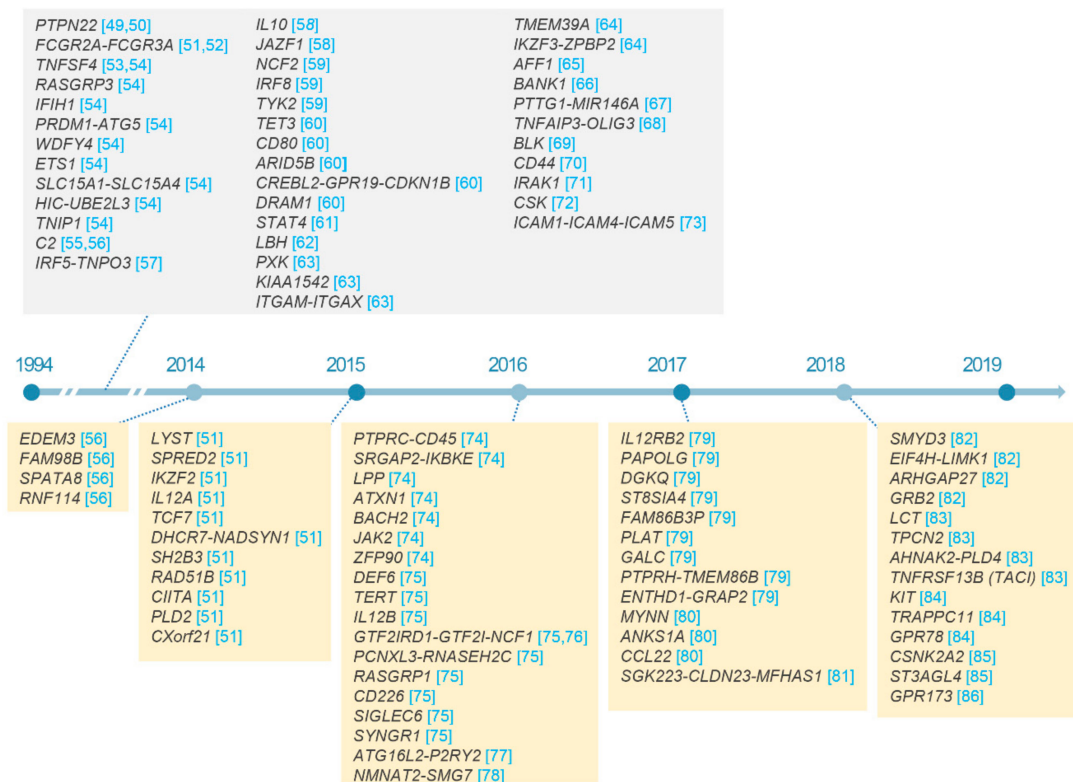 PTPN22 [49,50]
FCGR2A-FCGR3A [51,52]
TNFSF4 [53,54]
RASGRP3 [54]
IFIH1 [54]
PRDM1-ATG5 [54]
WDFY4 [54]
ETS1 [54]
SLC15A1-SLC15A4 [54]
HIC-UBE2L3 [54]
TNIP1 [54]
C2 [55,56]
IRF5-TNPO3 [57]
IL10 [58]
JAZF1 [58]
NCF2 [59]
IRF8 [59]
TYK2 [59]
TET3 [60]
CD80 [60]
ARID5B [60]
CREBL2-GPR19-CDKN1B [60]
DRAM1 [60]
STAT4 [61]
LBH [62]
PXK [63]
KIAA1542 [63]
ITGAM-ITGAX [63]
TMEM39A [64]
IKZF3-ZPBP2 [64]
AFF1 [65]
BANK1 [66]
PTTG1-MIR146A [67]
TNFAIP3-OLIG3 [68]
BLK [69]
CD44 [70]
IRAK1 [71]
CSK [72]
ICAM1-ICAM4-ICAM5 [73]
1994 2014 2015 2016 2017 2018 2019
EDEM3 [56]
FAM98B [56]
SPATA8 [56]
RNF114 [56]
LYST [51]
SPRED2 [51]
IKZF2 [51]
IL12A [51]
TCF7 [51]
DHCR7-NADSYN1 [51]
SH2B3 [51]
RAD51B [51]
CIITA [51]
PLD2 [51]
CXorf21 [51]
PTPRC-CD45 [74]
SRGAP2-IKBKE [74]
LPP [74]
ATXN1 [74]
BACH2 [74]
JAK2 [74]
ZFP90 [74]
DEF6 [75]
TERT [75]
IL12B [75]
GTF2IRD1-GTF2I-NCF1 [75,76]
PCNXL3-RNASEH2C [75]
RASGRP1 [75]
CD226 [75]
SIGLEC6 [75]
SYNGR1 [75]
ATG16L2-P2RY2 [77]
NMNAT2-SMG7 [78]
IL12RB2 [79]
PAPOLG [79]
DGKQ [79]
ST8SIA4 [79]
FAM86B3P [79]
PLAT [79]
GALC [79]
PTPRH-TMEM86B [79]
ENTHD1-GRAP2 [79]
MYNN [80]
ANKS1A [80]
CCL22 [80]
SGK223-CLDN23-MFHAS1 [81]
SMYD3 [82]
EIF4H-LIMK1 [82]
ARHGAP27 [82]
GRB2 [82]
LCT [83]
TPCN2 [83]
AHNAK2-PLD4 [83]
TNFRSF13B (TACI) [83]
KIT [84]
TRAPPC11 [84]
GPR78 [84]
CSNK2A2 [85]
ST3AGL4 [85]
GPR173 [86]